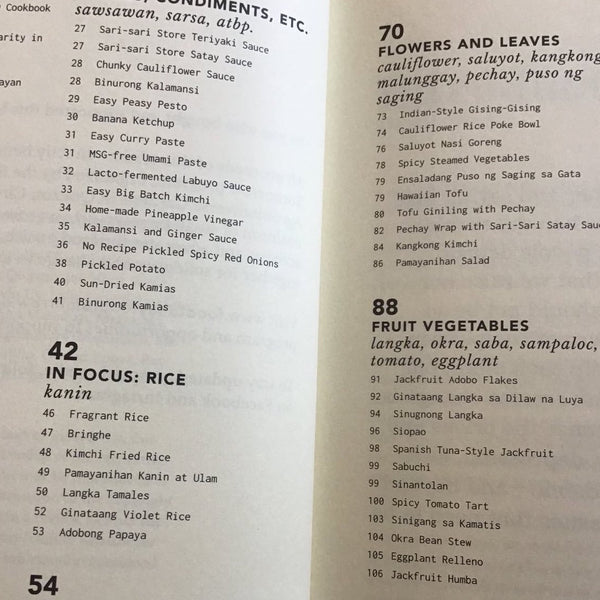 Cookbook
arity in
ayan
CONDIMENTS, ETC.
sawsawan, sarsa, atbp.
27 Sari-sari Store Teriyaki Sauce
27 Sari-sari Store Satay Sauce
28 Chunky Cauliflower Sauce
28 Binurong Kalamansi
29 Easy Peasy Pesto
30 Banana Ketchup
31 Easy Curry Paste
31 MSG-free Umami Paste
32 Lacto-fermented Labuyo Sauce
33 Easy Big Batch Kimchi
34 Home-made Pineapple Vinegar
35 Kalamansi and Ginger Sauce
36 No Recipe Pickled Spicy Red Onions
38 Pickled Potato
40 Sun-Dried Kamias
41 Binurong Kamias
42
IN FOCUS: RICE
kanin
46 Fragrant Rice
47 Bringhe
48 Kimchi Fried Rice
49 Pamayanihan Kanin at Ulam
50 Langka Tamales
52 Ginataang Violet Rice
53 Adobong Papaya
54
70
FLOWERS AND LEAVES
cauliflower, saluyot, kangkong
malunggay, pechay, puso ng
saging
73 Indian-Style Gising-Gising
74 Cauliflower Rice Poke Bowl
76 Saluyot Nasi Goreng
78 Spicy Steamed Vegetables
79 Ensaladang Puso ng Saging sa Gata
79 Hawaiian Tofu
80 Tofu Giniling with Pechay
82 Pechay Wrap with Sari-Sari Satay Sauc
84 Kangkong Kimchi
86 Pamayanihan Salad
88
FRUIT VEGETABLES
langka, okra, saba, sampaloc,
tomato, eggplant
91 Jackfruit Adobo Flakes
92 Ginataang Langka sa Dilaw na Luya
94 Sinugnong Langka
96 Siopao
98 Spanish Tuna-Style Jackfruit
99 Sabuchi
99 Sinantolan
100 Spicy Tomato Tart
103 Sinigang sa Kamatis
104 Okra Bean Stew
105 Eggplant Relleno
106 Jackfruit Humba